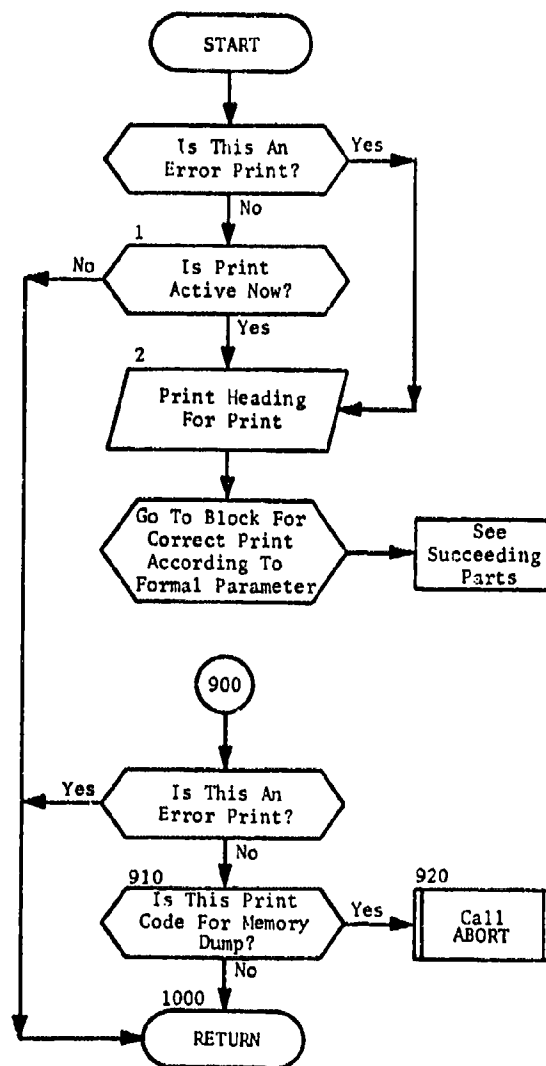 START
Is This An
Error Print?
Yes
No
1
No
Is Print
Active Now?
Yes
2
Print Heading
For Print
Go To Block For
Correct Print
According To
Formal Parameter
See
Succeeding
Parts
900
Yes
Is This An
Error Print?
No
910
Is This Print
Code For Memory
Dump?
Yes
920
Call
ABORT
No
1000
RETURN